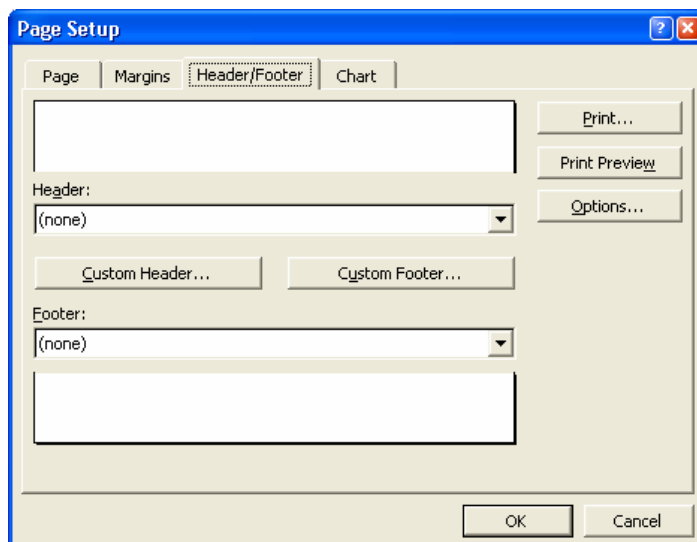 Page Setup
Page Margins Header/Footer Chart
Print...
Print Preview
Header:
Options...
(none)
Custom Header... Custom Footer...
Footer:
(none)
OK Cancel